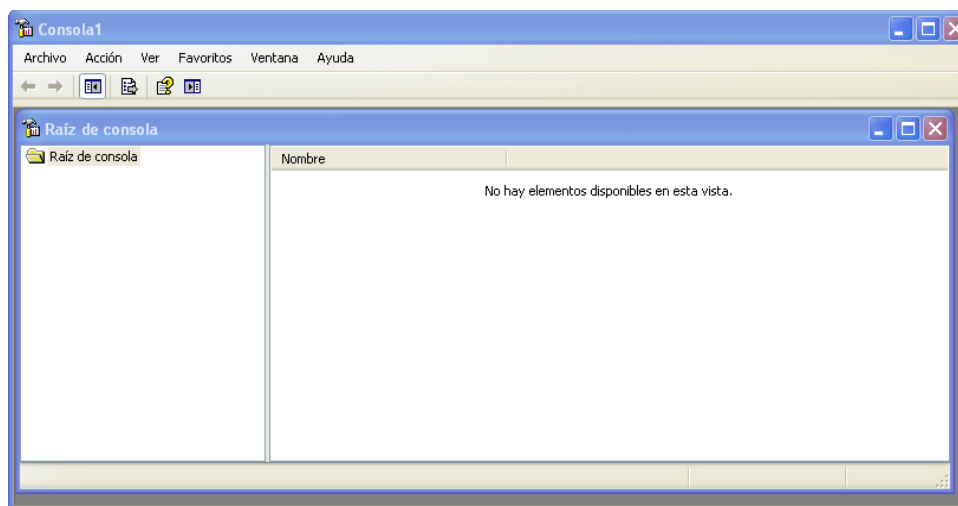 Consola1
Archivo Acción Ver Favoritos Ventana Ayuda
Raíz de consola
Raíz de consola Nombre
No hay elementos disponibles en esta vista.